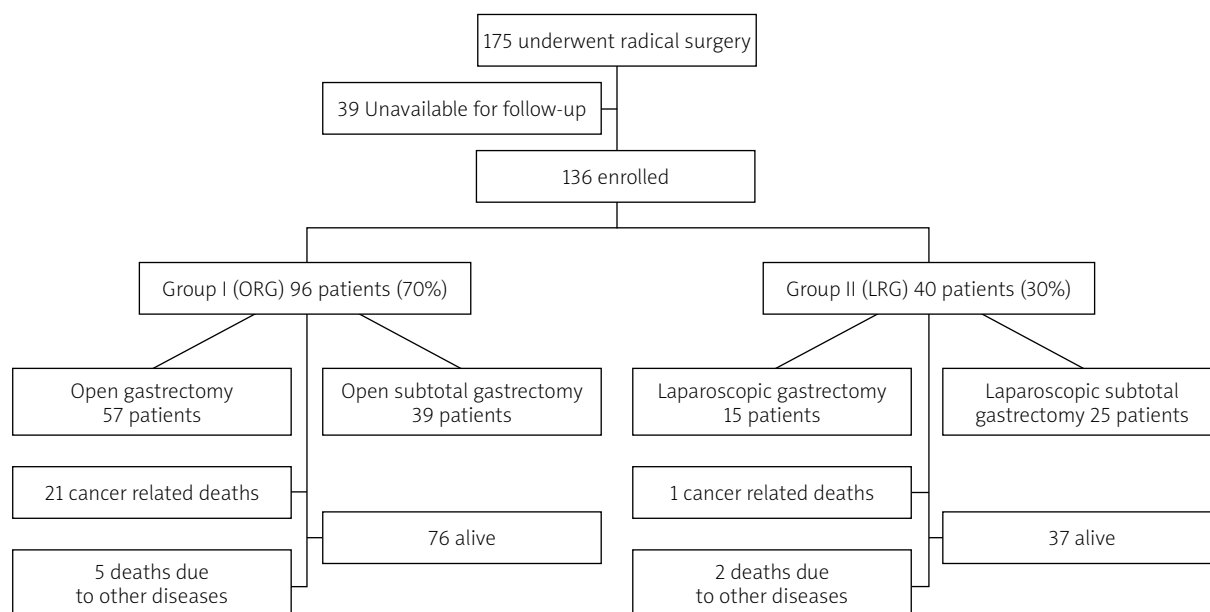 175 underwent radical surgery
39 Unavailable for follow-up
136 enrolled
Group I (ORG) 96 patients (70%)
Group II (LRG) 40 patients (30%)
Open gastrectomy
57 patients
Open subtotal gastrectomy
39 patients
Laparoscopic gastrectomy
15 patients
Laparoscopic subtotal
gastrectomy 25 patients
21 cancer related deaths
76 alive
5 deaths due
to other diseases
1 cancer related deaths
37 alive
2 deaths due
to other diseases